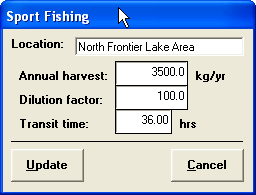 Sport Fishing
Location: North Frontier Lake Area
Annual harvest: 3500.0 kg/yr
Dilution factor: 100.0
Transit time: 36.00 hrs
Update Cancel